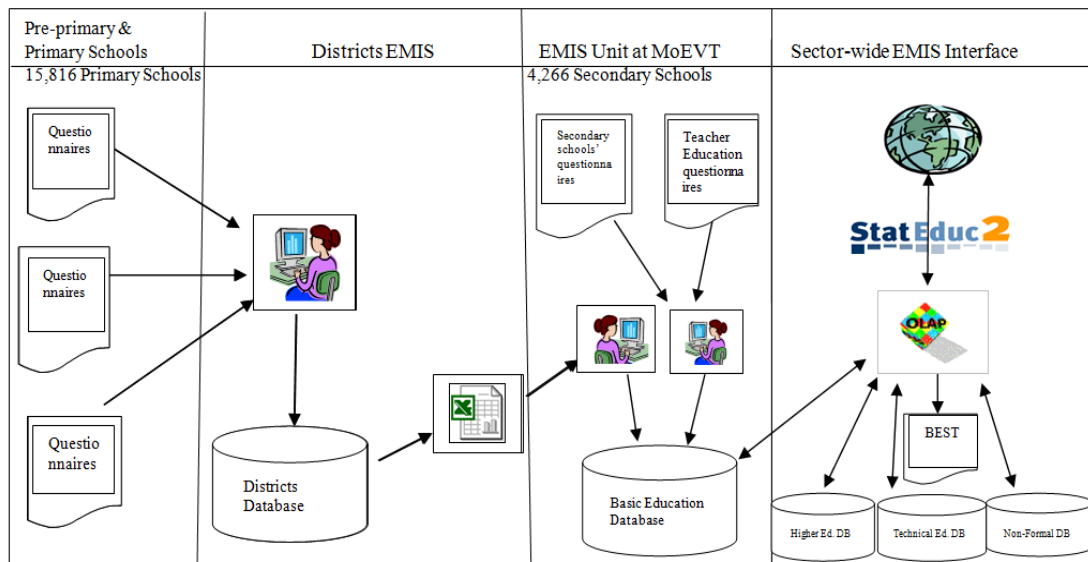 Pre-primary &
Primary Schools
15,816 Primary Schools
Districts EMIS
EMIS Unit at MoEVT
4,266 Secondary Schools
Sector-wide EMIS Interface
Questio
nnaires
Questio
nnaires
Questio
nnaires
Districts
Database
Secondary
schools'
questionna
ires
Teacher
Education
questionna
ires
Basic Education
Database
StatEduc2
OLAP
BEST
Higher Ed. DB
Technical Ed. DB
Non-Formal DB